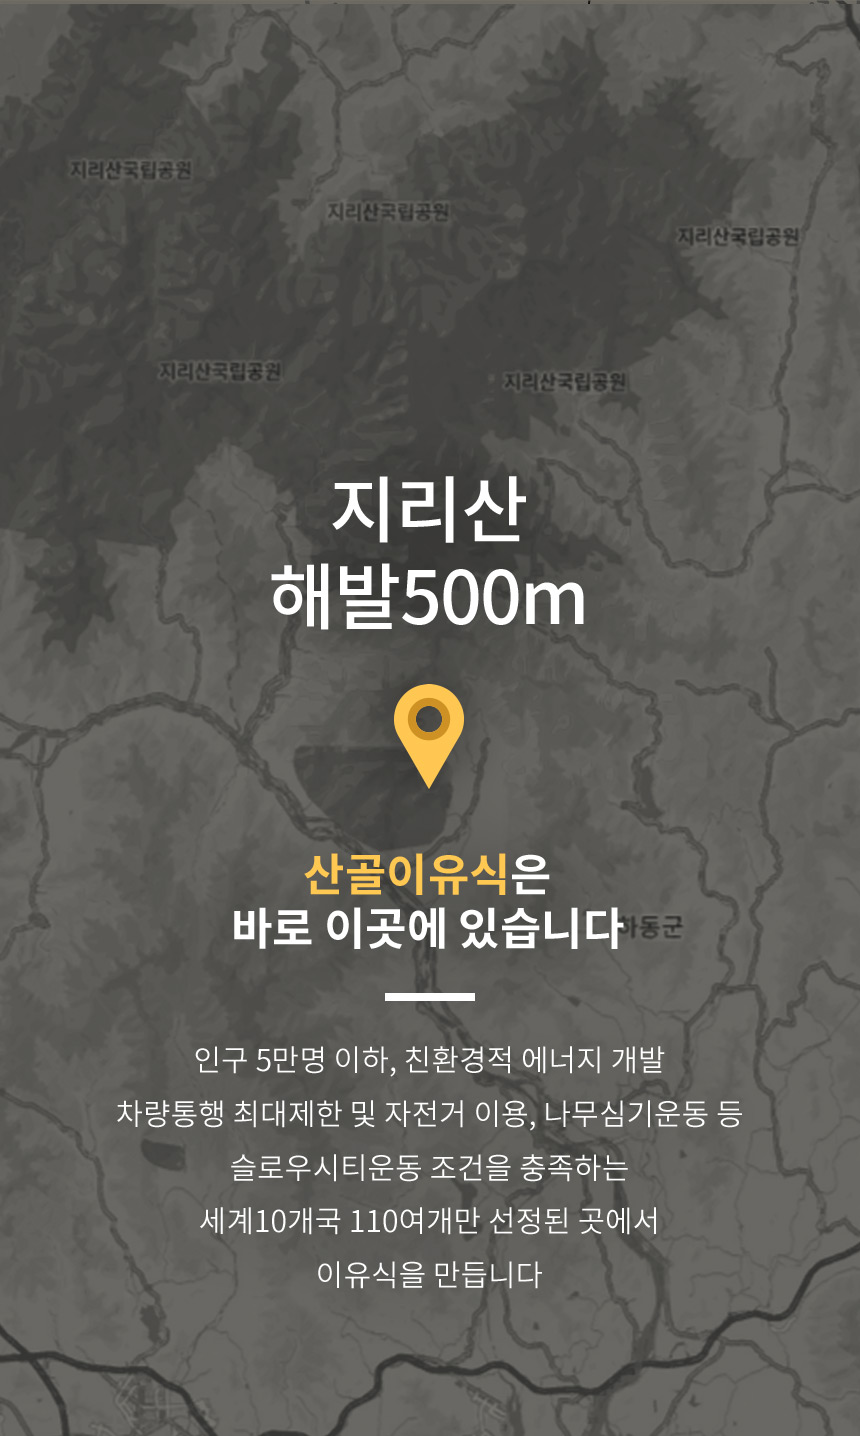 지리산국립공원
지리산국립공원
지리산국립공원
지리산국립공원
지리산국립공원
지리산
해발500m
산골이유식은
바로 이곳에 있습니다
하동군
인구 5만명 이하, 친환경적 에너지 개발
차량통행 최대제한 및 자전거 이용, 나무심기운동 등
슬로우시티운동 조건을 충족하는
세계10개국 110여개만 선정된 곳에서
이유식을 만듭니다